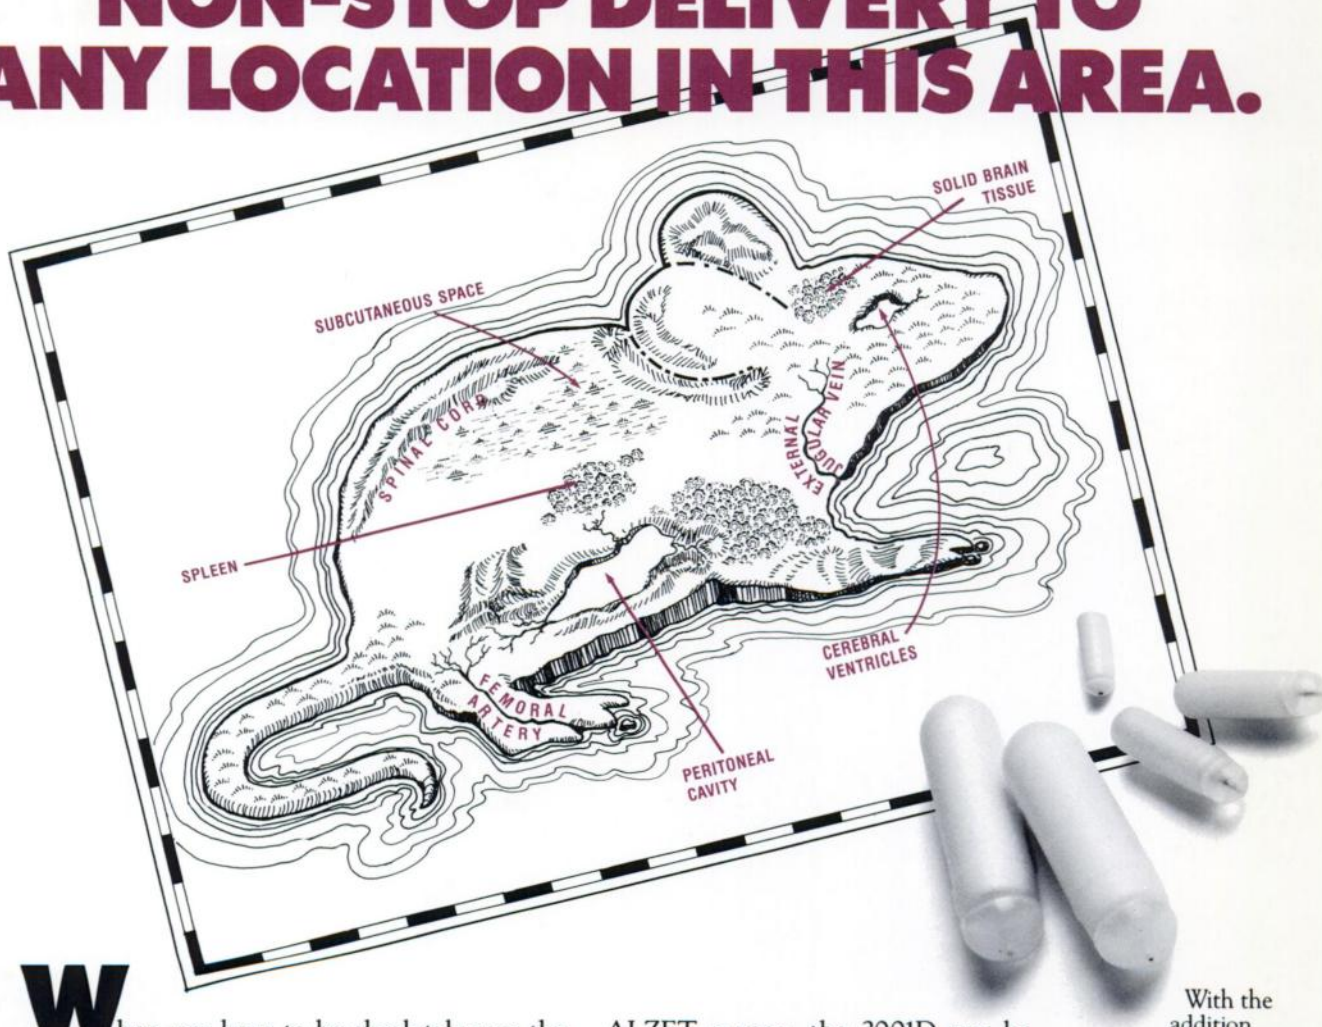 NON-STOP DELIVERY TO
ANY LOCATION IN THIS AREA.
SOLID BRAIN
TISSUE
SUBCUTANEOUS SPACE
SPINAL CORD
EXTERNAL
JUGULAR VEIN
SPLEEN
CEREBRAL
VENTRICLES
FEMORAL
ARTERY
PERITONEAL
CAVITY
With the
addition